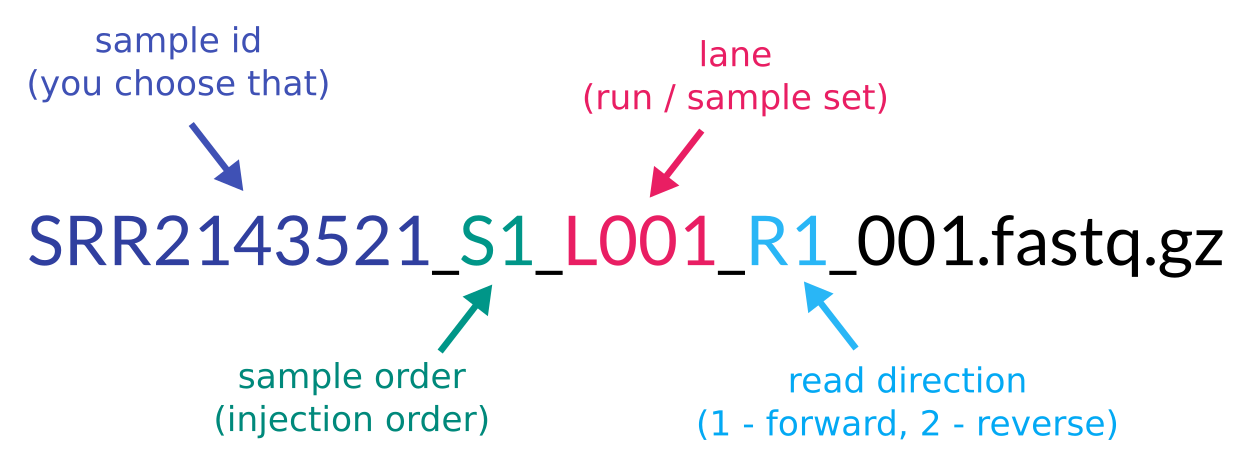 sample id
(you choose that)
lane
(run / sample set)
SRR2143521_S1_L001_R1_001.fastq.gz
sample order
(injection order)
read direction
(1 - forward, 2 - reverse)